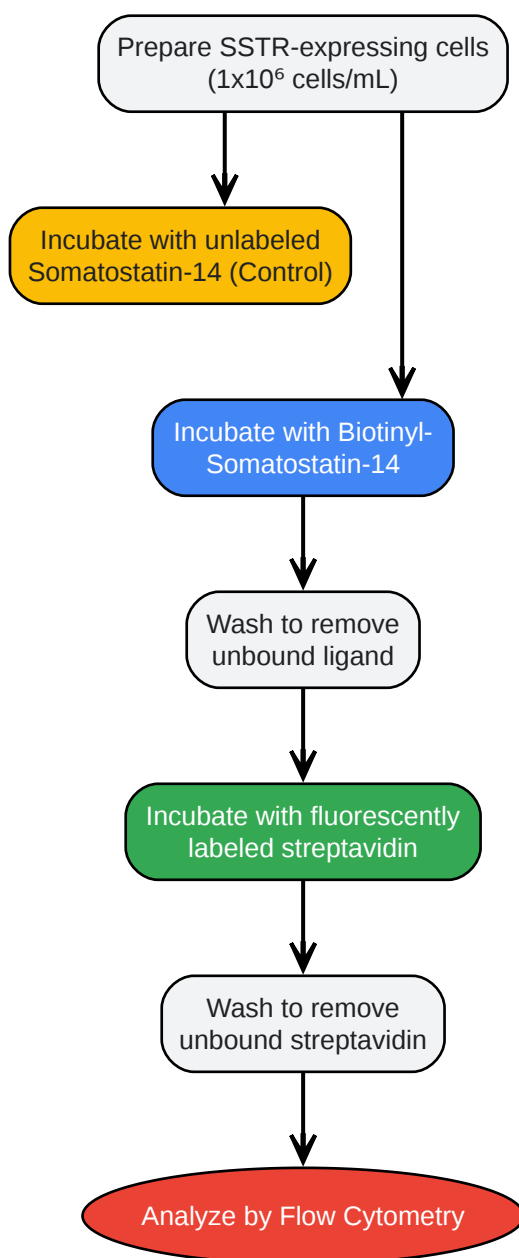 Prepare SSTR-expressing cells
(1x10⁶ cells/mL)
Incubate with unlabeled
Somatostatin-14 (Control)
Incubate with Biotinyl-
Somatostatin-14
Wash to remove
unbound ligand
Incubate with fluorescently
labeled streptavidin
Wash to remove
unbound streptavidin
Analyze by Flow Cytometry